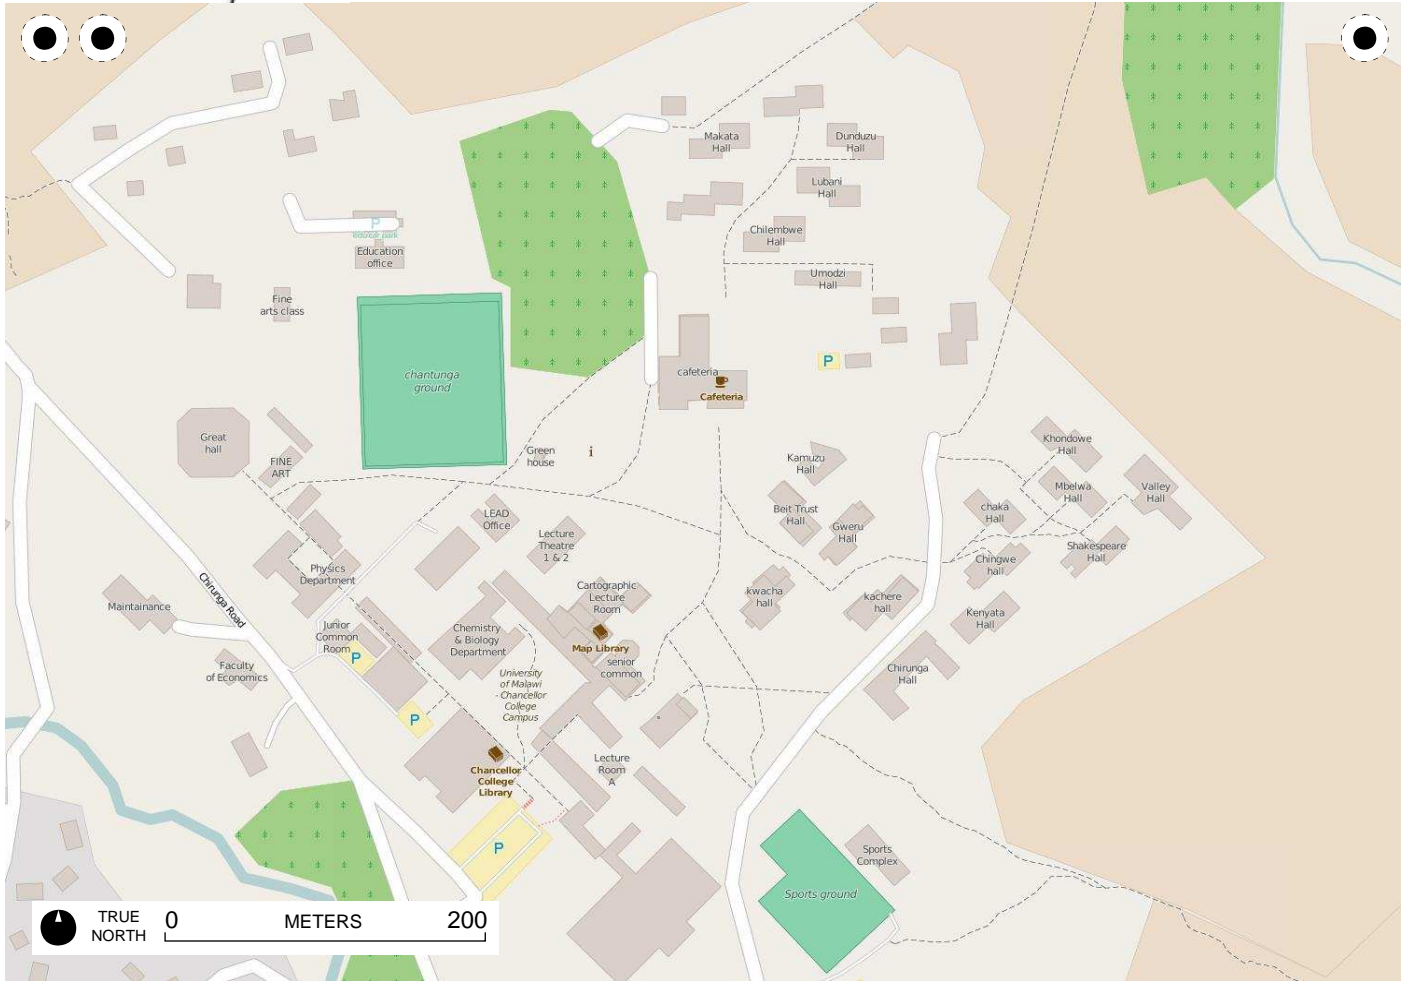 Makata
Hall
Dunduzu
Hall
Lubani
Hall
Chilembwe
Hall
Umodzi
Hall
P
Education
office
Fine
arts class
chantunga
ground
cafeteria
Cafeteria
P
Great
hall
FINE
ART
Green
house
i
Kamuzu
Hall
Khondowe
Hall
Mbelwa
Hall
Valley
Hall
chaka
Hall
Beit Trust
Hall
Gweru
Hall
LEAD
Office
Lecture
Theatre
1 & 2
Shakespeare
Hall
Chingwe
hall
Physics
Department
Cartographic
Lecture
Room
kwacha
hall
kachere
hall
Kenyata
Hall
Maintainance
Chirunga Road
Junior
Common
Room
P
Chemistry
& Biology
Department
Map Library
senior
common
Faculty
of Economics
Chirunga
Hall
University
of Malawi
- Chancellor
College
Campus
P
Chancellor
College
Library
Lecture
Room
A
P
Sports
Complex
Sports ground
TRUE
NORTH
0 METERS 200